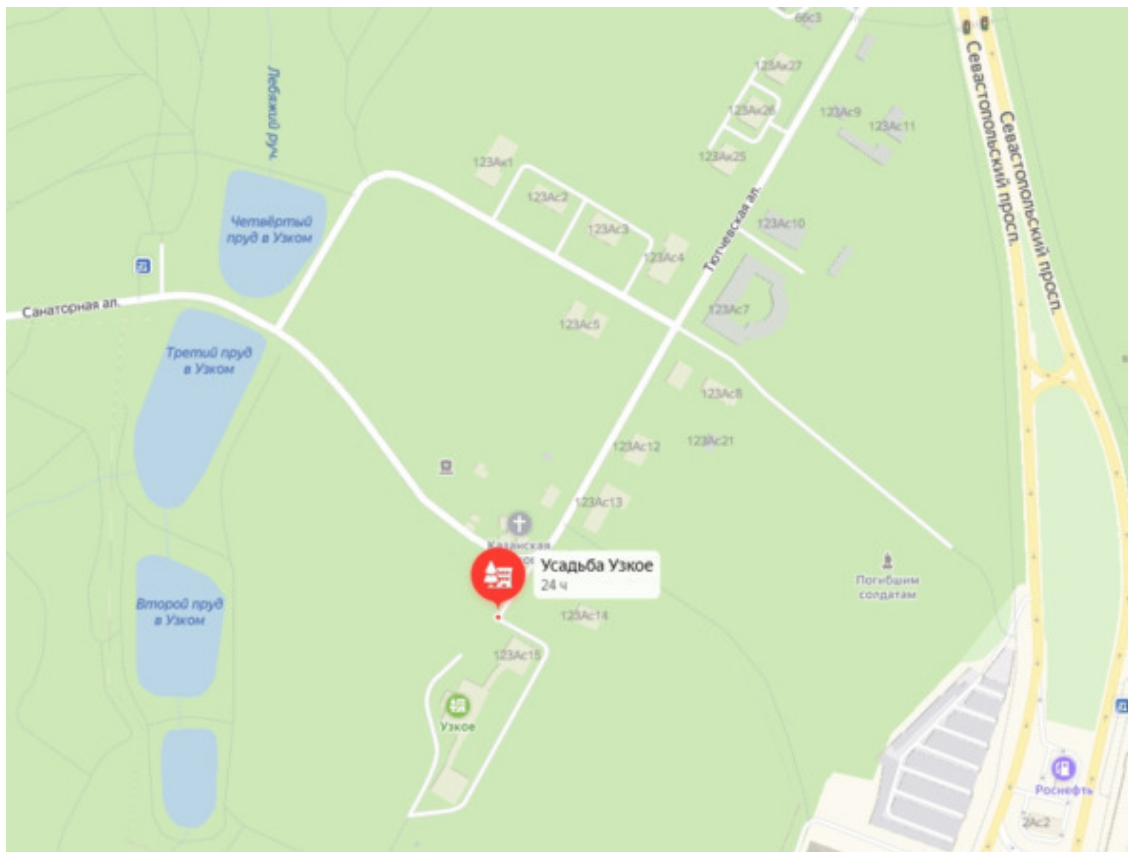 66с3
Севастопольский просп.
Севастопольский просп.
123Ак27
Лебяжий руч.
123Ак26
123Ас9
123Ас11
123Ак1
123Ак25
123Ас2
Тютчевская ал.
Четвёртый
пруд в Узком
123Ас3
123Ас10
123Ас4
Санаторная ал.
123Ас7
123Ас5
Третий пруд
в Узком
123Ас8
123Ас12
123Ас21
123Ас13
Казанская
Усадьба Узкое
24 ч
Погибшим
солдатам
Второй пруд
в Узком
123Ас14
123Ас15
Узкое
Роснефть
2Ас2